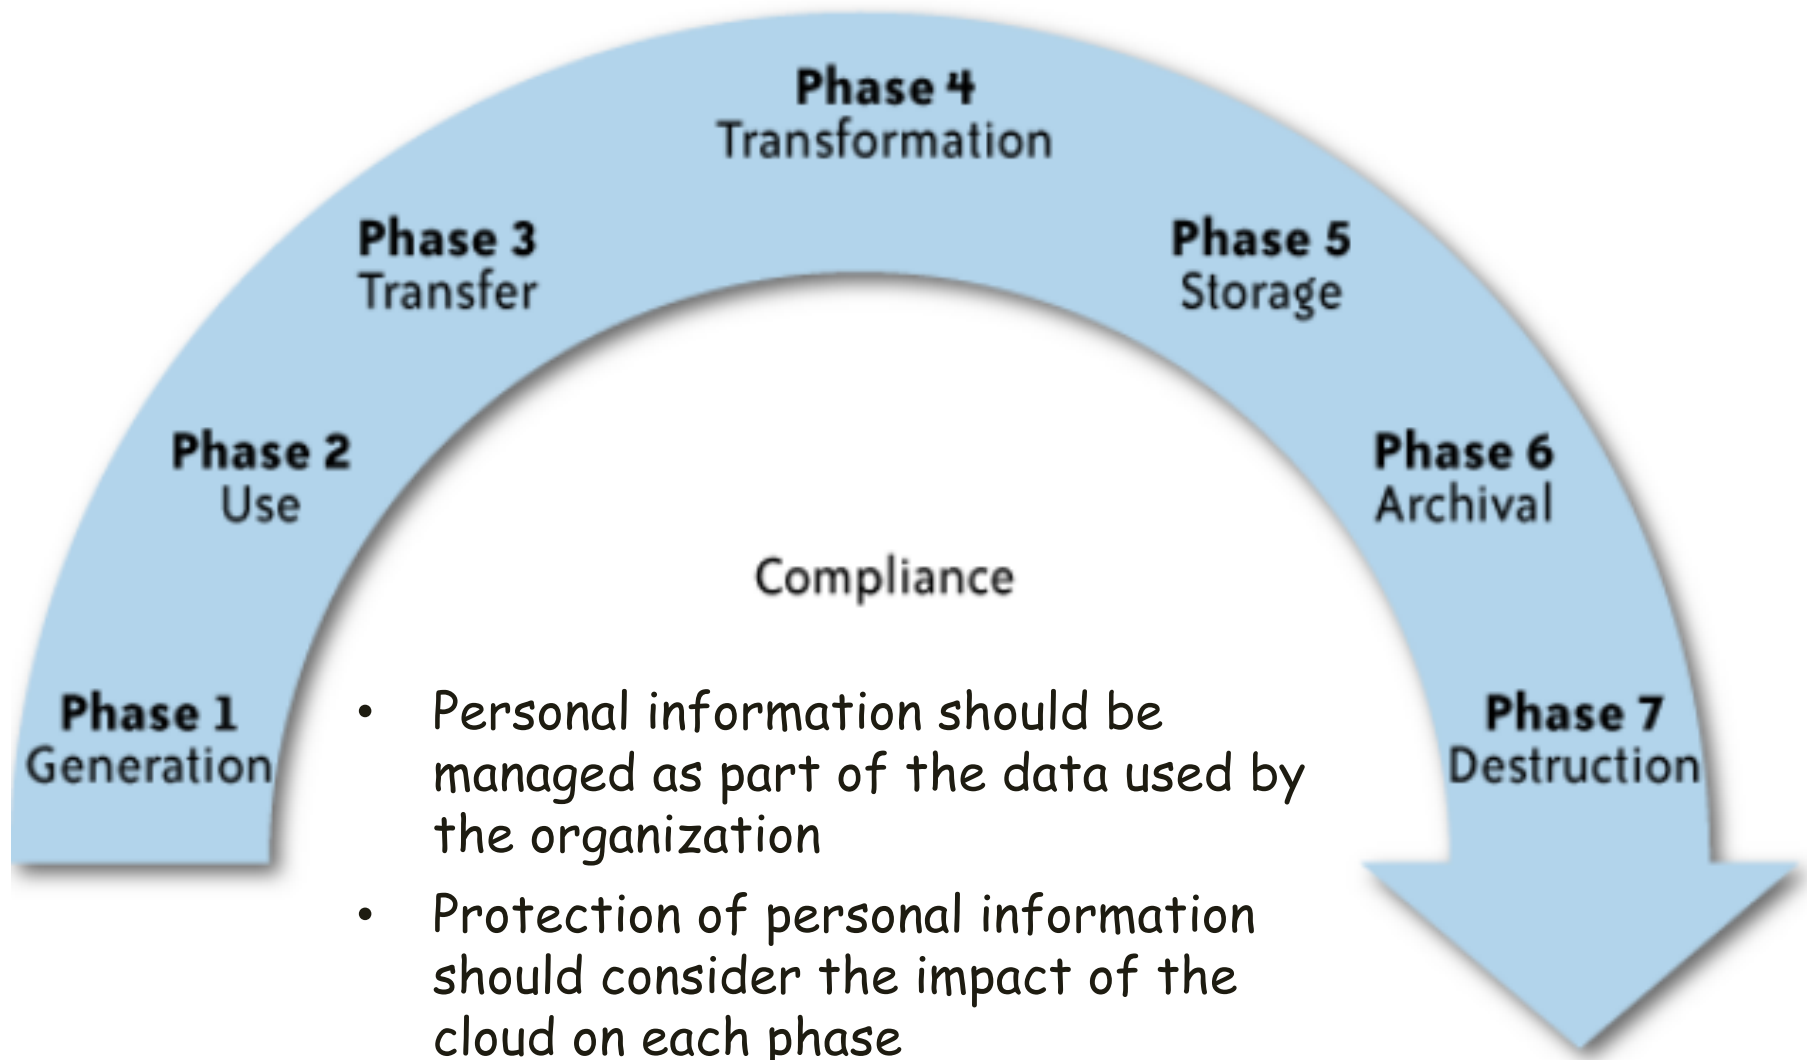 Phase 4
Transformation
Phase 3
Transfer
Phase 5
Storage
Phase 2
Use
Phase 6
Archival
Compliance
Phase 1
Generation
Phase 7
Destruction
• Personal information should be
managed as part of the data used by
the organization
• Protection of personal information
should consider the impact of the
cloud on each phase